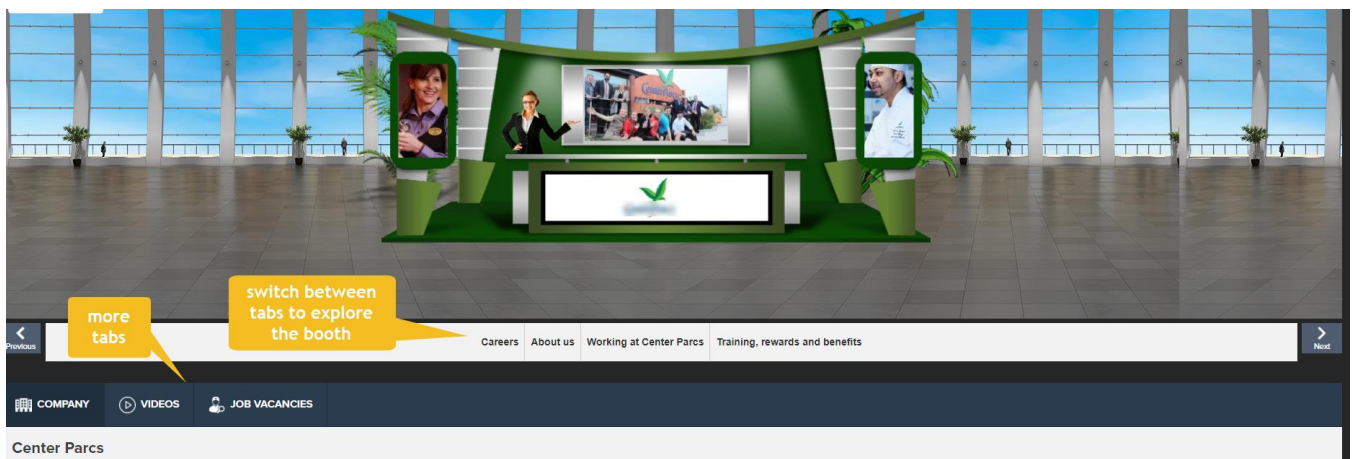 switch between
tabs to explore
the booth
more
tabs
Previous
Careers About us Working at Center Parcs Training, rewards and benefits
Next
COMPANY VIDEOS JOB VACANCIES
Center Parcs